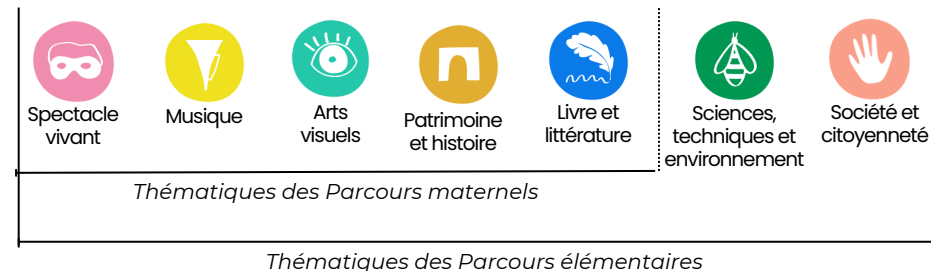 Spectacle
vivant
Musique
Arts
visuels
Patrimoine
et histoire
Livre et
littérature
Sciences,
techniques et
environnement
Société et
citoyenneté
Thématiques des Parcours maternels
Thématiques des Parcours élémentaires